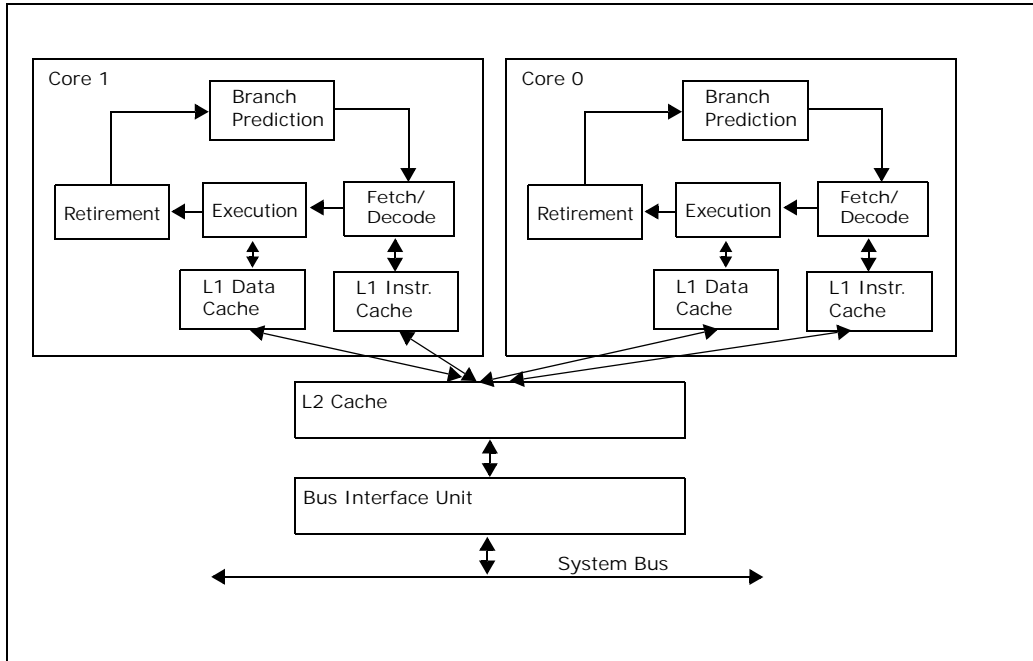 Core 1
Branch
Prediction
Retirement
Execution
Fetch/
Decode
L1 Data
Cache
L1 Instr.
Cache
Core 0
Branch
Prediction
Retirement
Execution
Fetch/
Decode
L1 Data
Cache
L1 Instr.
Cache
L2 Cache
Bus Interface Unit
System Bus